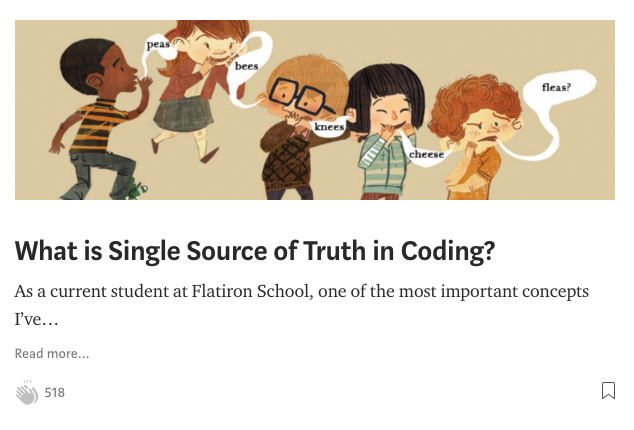 peas
bees
knees
cheese
fleas?
What is Single Source of Truth in Coding?
As a current student at Flatiron School, one of the most important concepts
I've…
Read more…
518